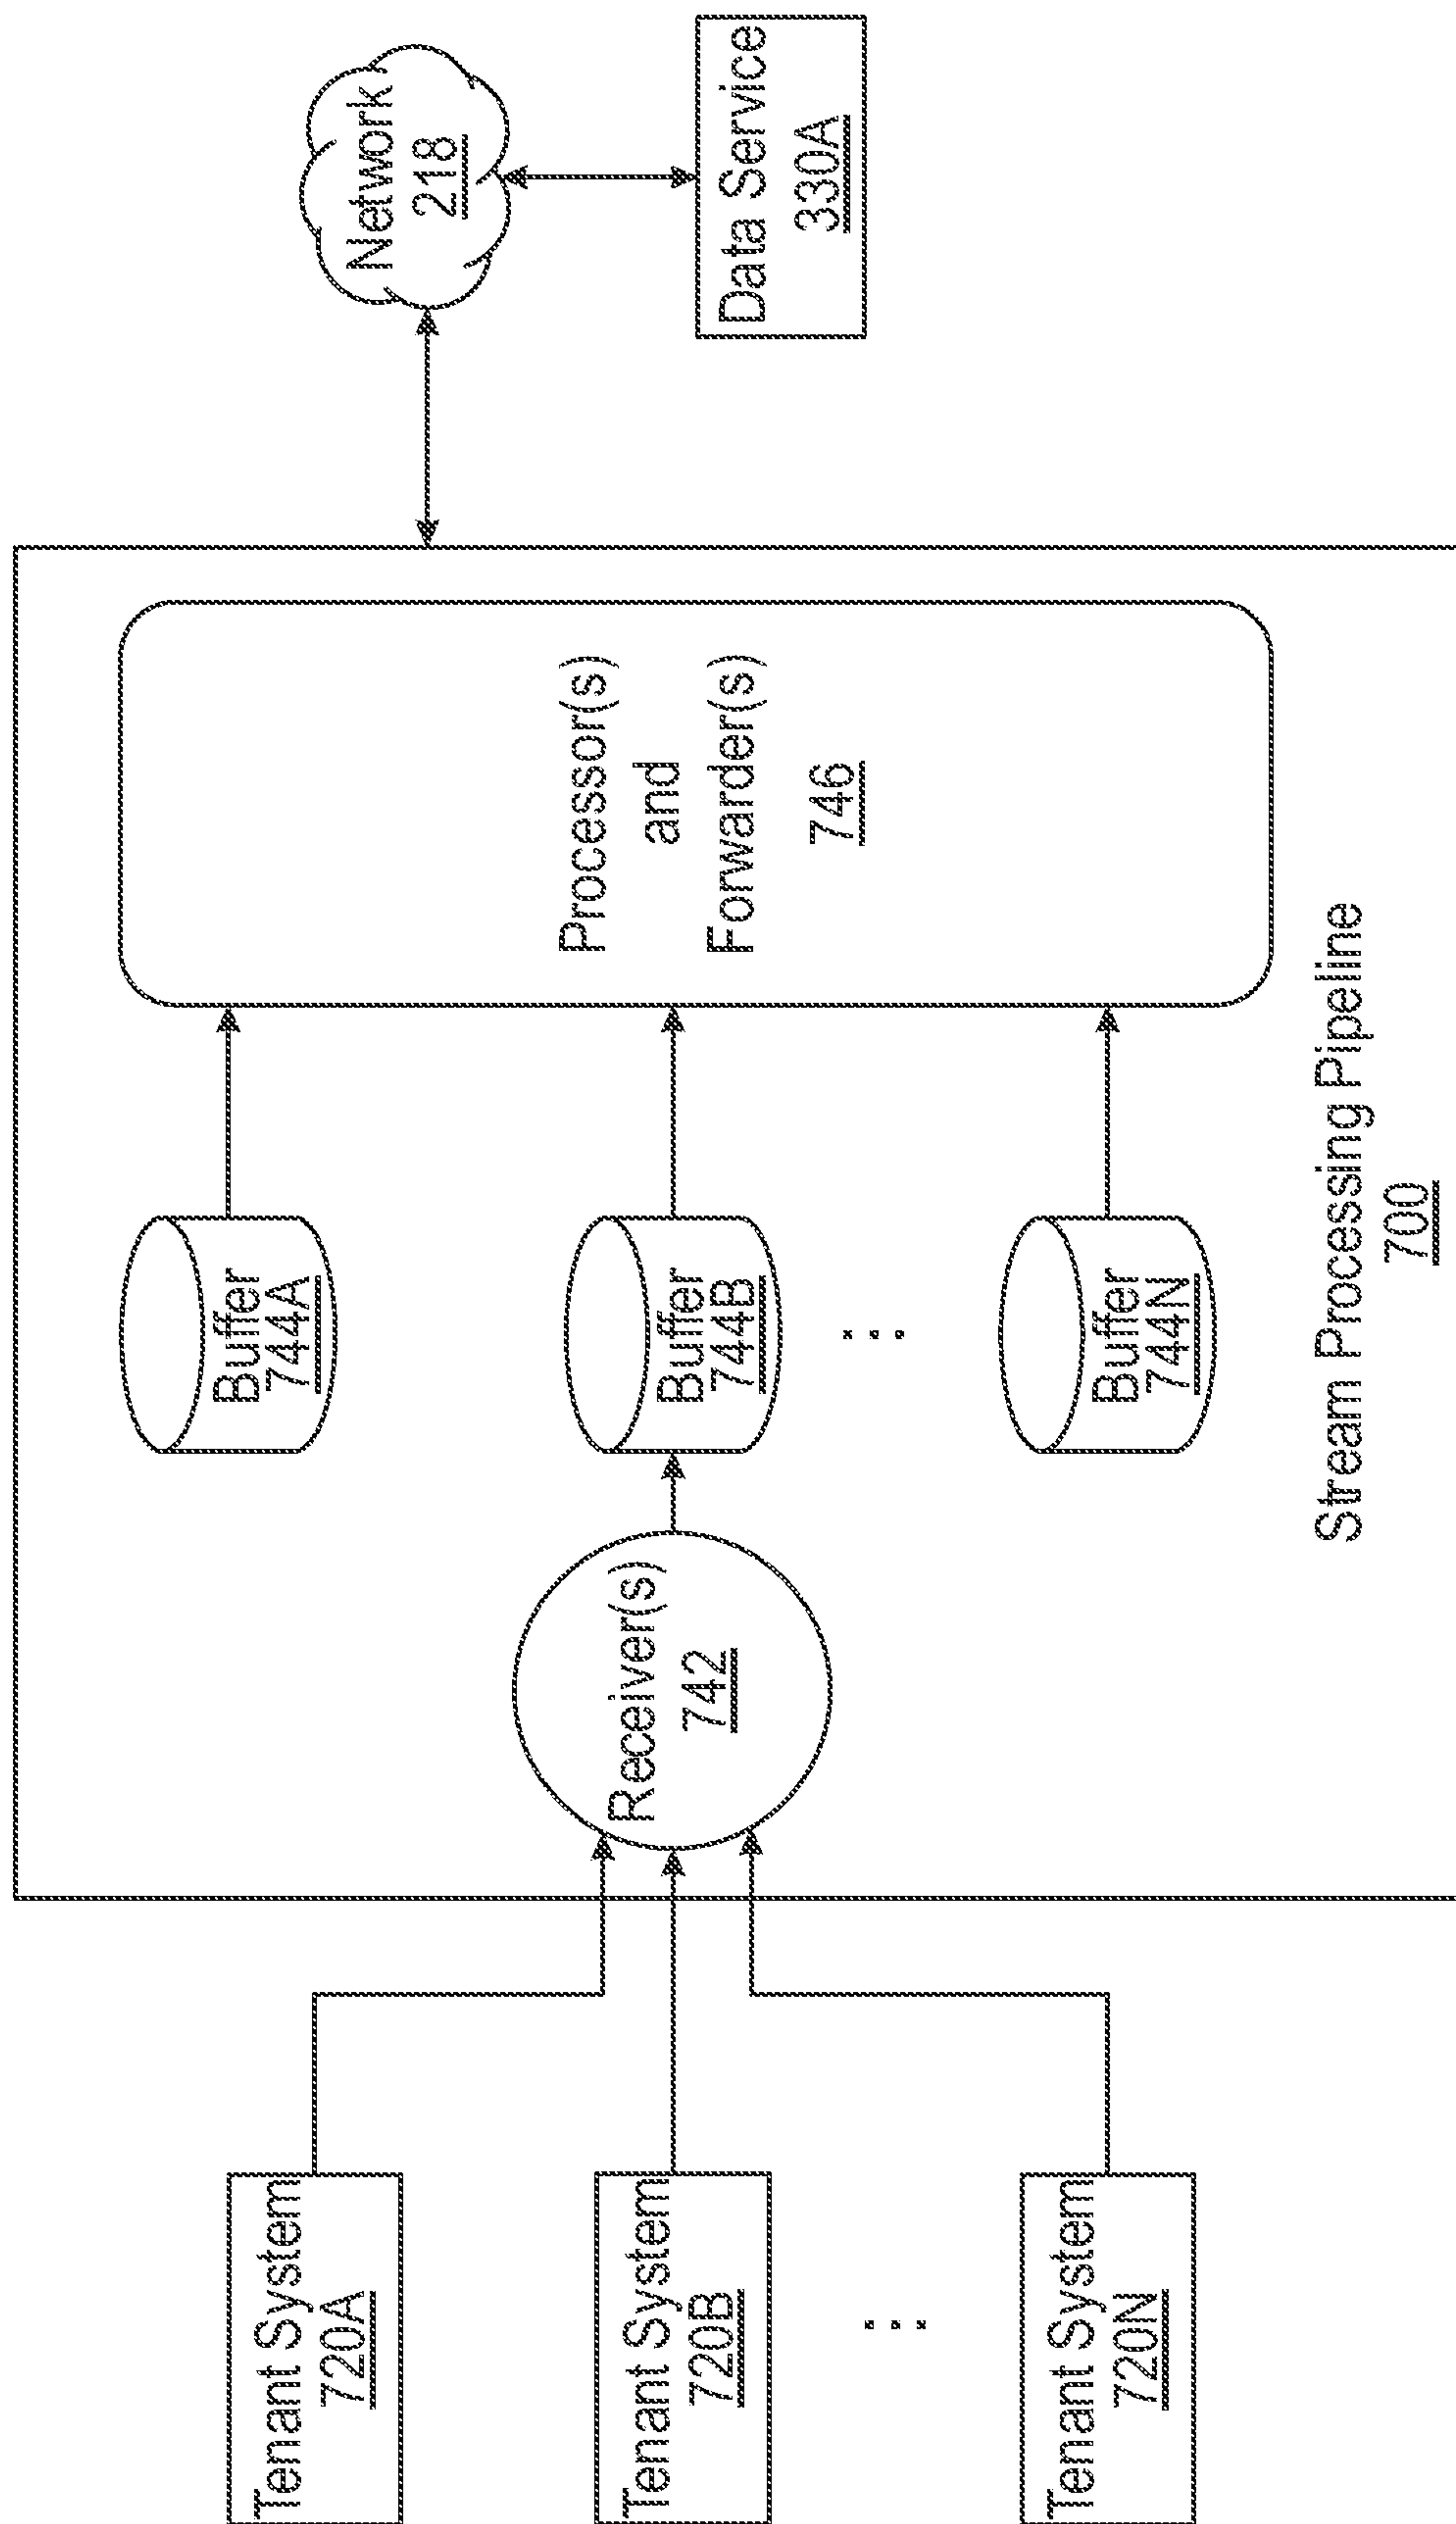 Tenant System
720A
Tenant System
720B
...
Tenant System
720N
Receiver(s)
742
Buffer
744A
Buffer
744B
...
Buffer
744N
Processor(s)
and
Forwarder(s)
746
Stream Processing Pipeline
700
Network
218
Data Service
330A